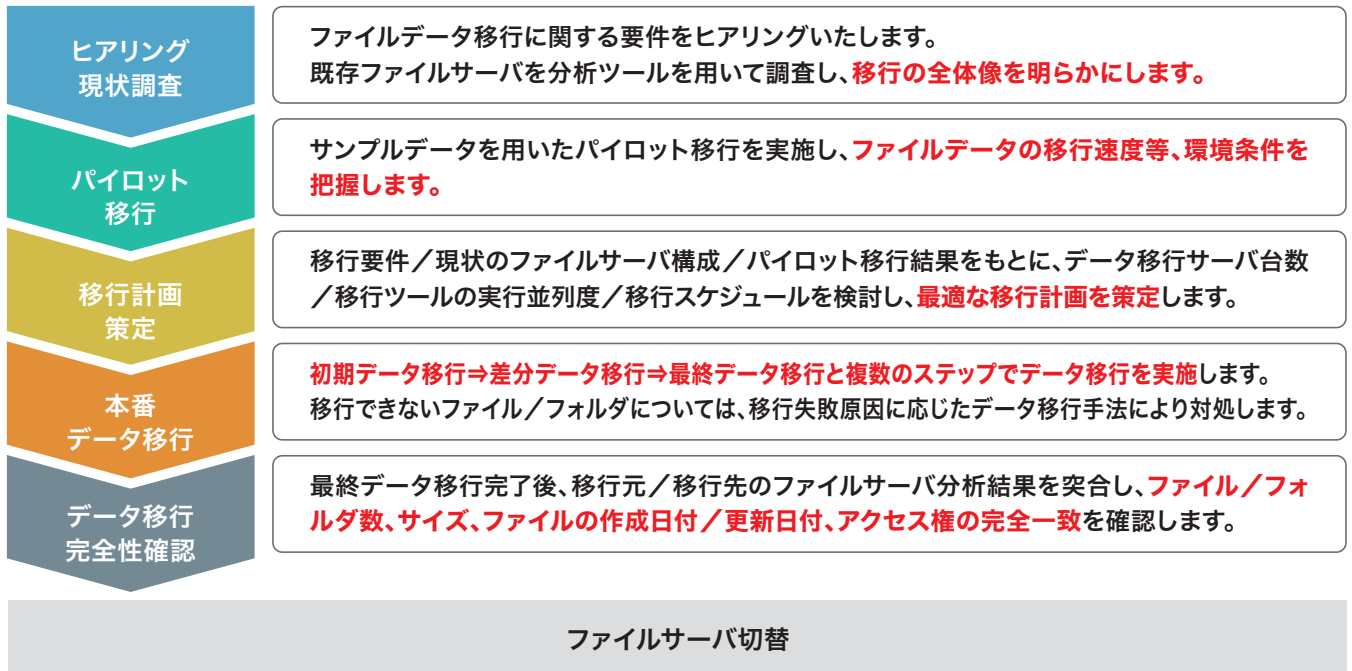 ヒアリング
現状調査
ファイルデータ移行に関する要件をヒアリングいたします。
既存ファイルサーバを分析ツールを用いて調査し、移行の全体像を明らかにします。
パイロット
移行
サンプルデータを用いたパイロット移行を実施し、ファイルデータの移行速度等、環境条件を
把握します。
移行計画
策定
移行要件／現状のファイルサーバ構成／パイロット移行結果をもとに、データ移行サーバ台数
／移行ツールの実行並列度／移行スケジュールを検討し、最適な移行計画を策定します。
本番
データ移行
初期データ移行⇒差分データ移行⇒最終データ移行と複数のステップでデータ移行を実施します。
移行できないファイル／フォルダについては、移行失敗原因に応じたデータ移行手法により対処します。
データ移行
完全性確認
最終データ移行完了後、移行元／移行先のファイルサーバ分析結果を突合し、ファイル／フォ
ルダ数、サイズ、ファイルの作成日付／更新日付、アクセス権の完全一致を確認します。
ファイルサーバ切替